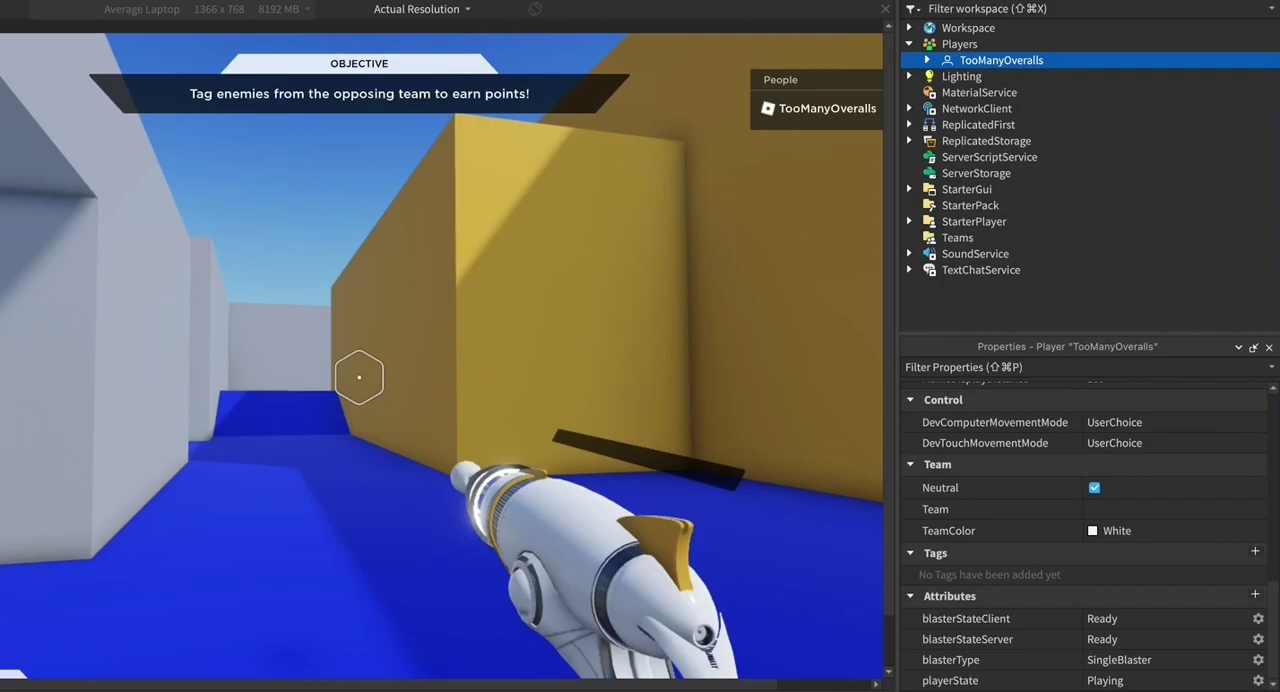 Average Laptop 1366 x 768 8192 MB Actual Resolution
OBJECTIVE
Tag enemies from the opposing team to earn points!
People
TooManyOveralls
Filter workspace (⇧⌘X)
Workspace
Players
TooManyOveralls
Lighting
MaterialService
NetworkClient
ReplicatedFirst
ReplicatedStorage
ServerScriptService
ServerStorage
StarterGui
StarterPack
StarterPlayer
Teams
SoundService
TextChatService
Properties - Player "TooManyOveralls"
Filter Properties (⇧⌘P)
Control
DevComputerMovementMode UserChoice
DevTouchMovementMode UserChoice
Team
Neutral
Team
TeamColor White
Tags
No Tags have been added yet
Attributes
blasterStateClient Ready
blasterStateServer Ready
blasterType SingleBlaster
playerState Playing